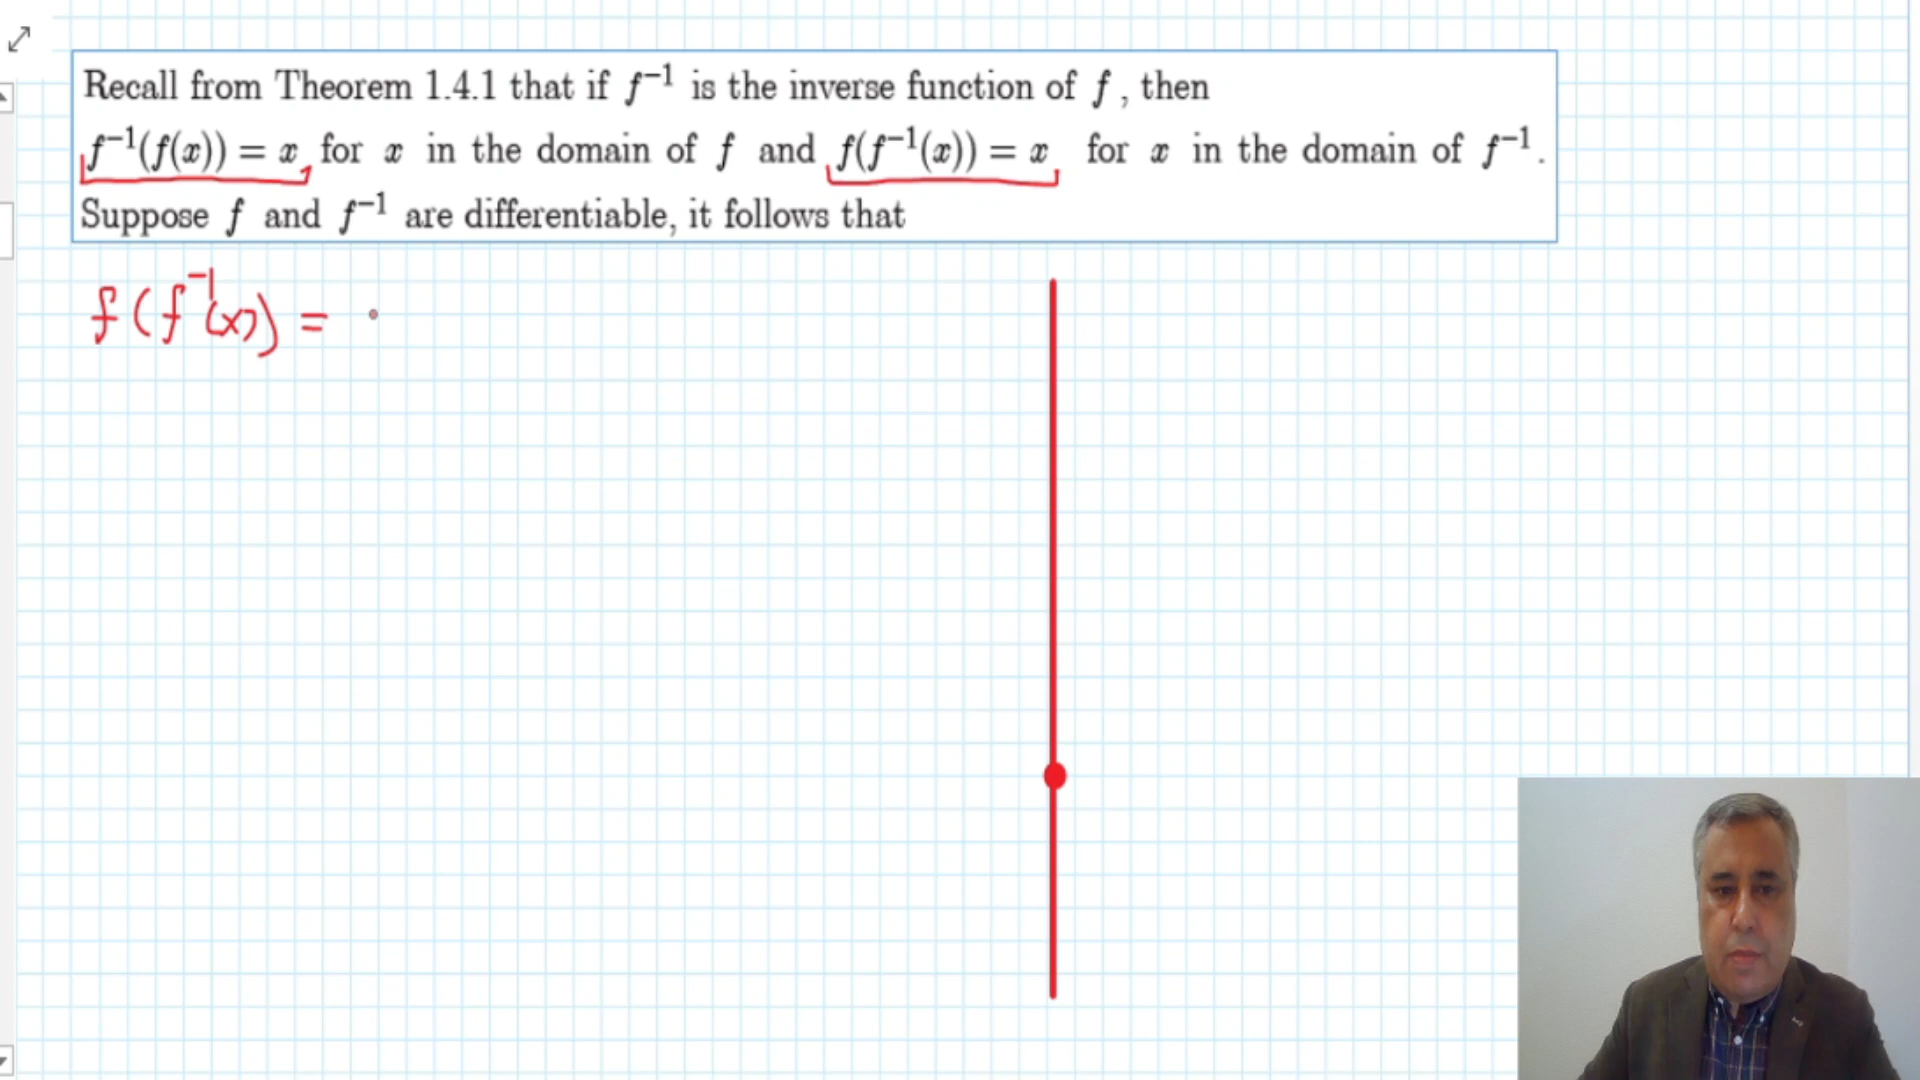 Recall from Theorem 1.4.1 that if f⁻¹ is the inverse function of f , then
f⁻¹(f(x)) = x, for x in the domain of f and f(f⁻¹(x)) = x for x in the domain of f⁻¹.
Suppose f and f⁻¹ are differentiable, it follows that
f(f⁻¹(x)) =